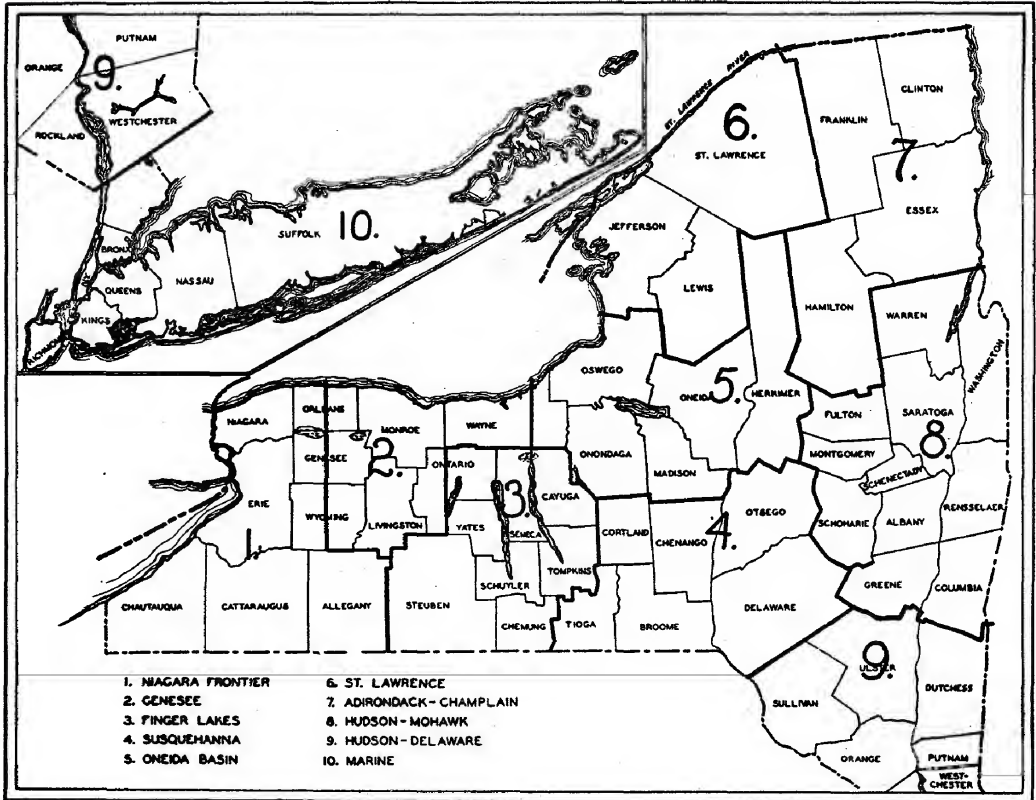 PUTNAM
ORANGE
9.
WESTCHESTER
ROCKLAND
BRONX
QUEENS
NASSAU
KINGS
RICHMOND
SUFFOLK
10.
ST. LAWRENCE RIVER
6.
ST. LAWRENCE
FRANKLIN
CLINTON
7.
ESSEX
JEFFERSON
LEWIS
HAMILTON
WARREN
WASHINGTON
OSWEGO
ONEIDA
5.
HERKIMER
FULTON
SARATOGA
8.
MONTGOMERY
SCHENECTADY
NIAGARA
ORLEANS
MONROE
WAYNE
GENESEE
2.
ONTARIO
ONONDAGA
MADISON
3.
CAYUGA
ERIE
WYOMING
LIVINGSTON
YATES
SENECA
CORTLAND
CHENANGO
4.
OTSEGO
SCHOHARIE
ALBANY
RENSSELAER
1.
SCHUYLER
TOMPKINS
CHAUTAUQUA
CATTARAUGUS
ALLEGANY
STEUBEN
CHEMUNG
TIOGA
BROOME
DELAWARE
GREENE
COLUMBIA
9.
ULSTER
SULLIVAN
DUTCHESS
ORANGE
PUTNAM
WEST-
CHESTER
1. NIAGARA FRONTIER
2. GENESEE
3. FINGER LAKES
4. SUSQUEHANNA
5. ONEIDA BASIN
6. ST. LAWRENCE
7. ADIRONDACK-CHAMPLAIN
8. HUDSON-MOHAWK
9. HUDSON-DELAWARE
10. MARINE